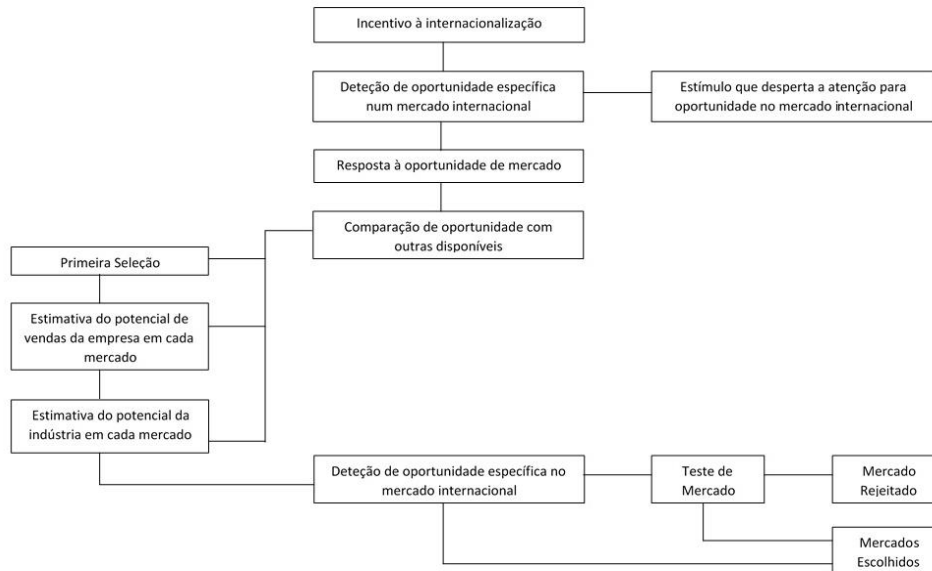 Incentivo à internacionalização
Deteção de oportunidade específica
num mercado internacional
Estímulo que desperta a atenção para
oportunidade no mercado internacional
Resposta à oportunidade de mercado
Comparação de oportunidade com
outras disponíveis
Primeira Seleção
Estimativa do potencial de
vendas da empresa em cada
mercado
Estimativa do potencial da
indústria em cada mercado
Deteção de oportunidade específica no
mercado internacional
Teste de
Mercado
Mercado
Rejeitado
Mercados
Escolhidos